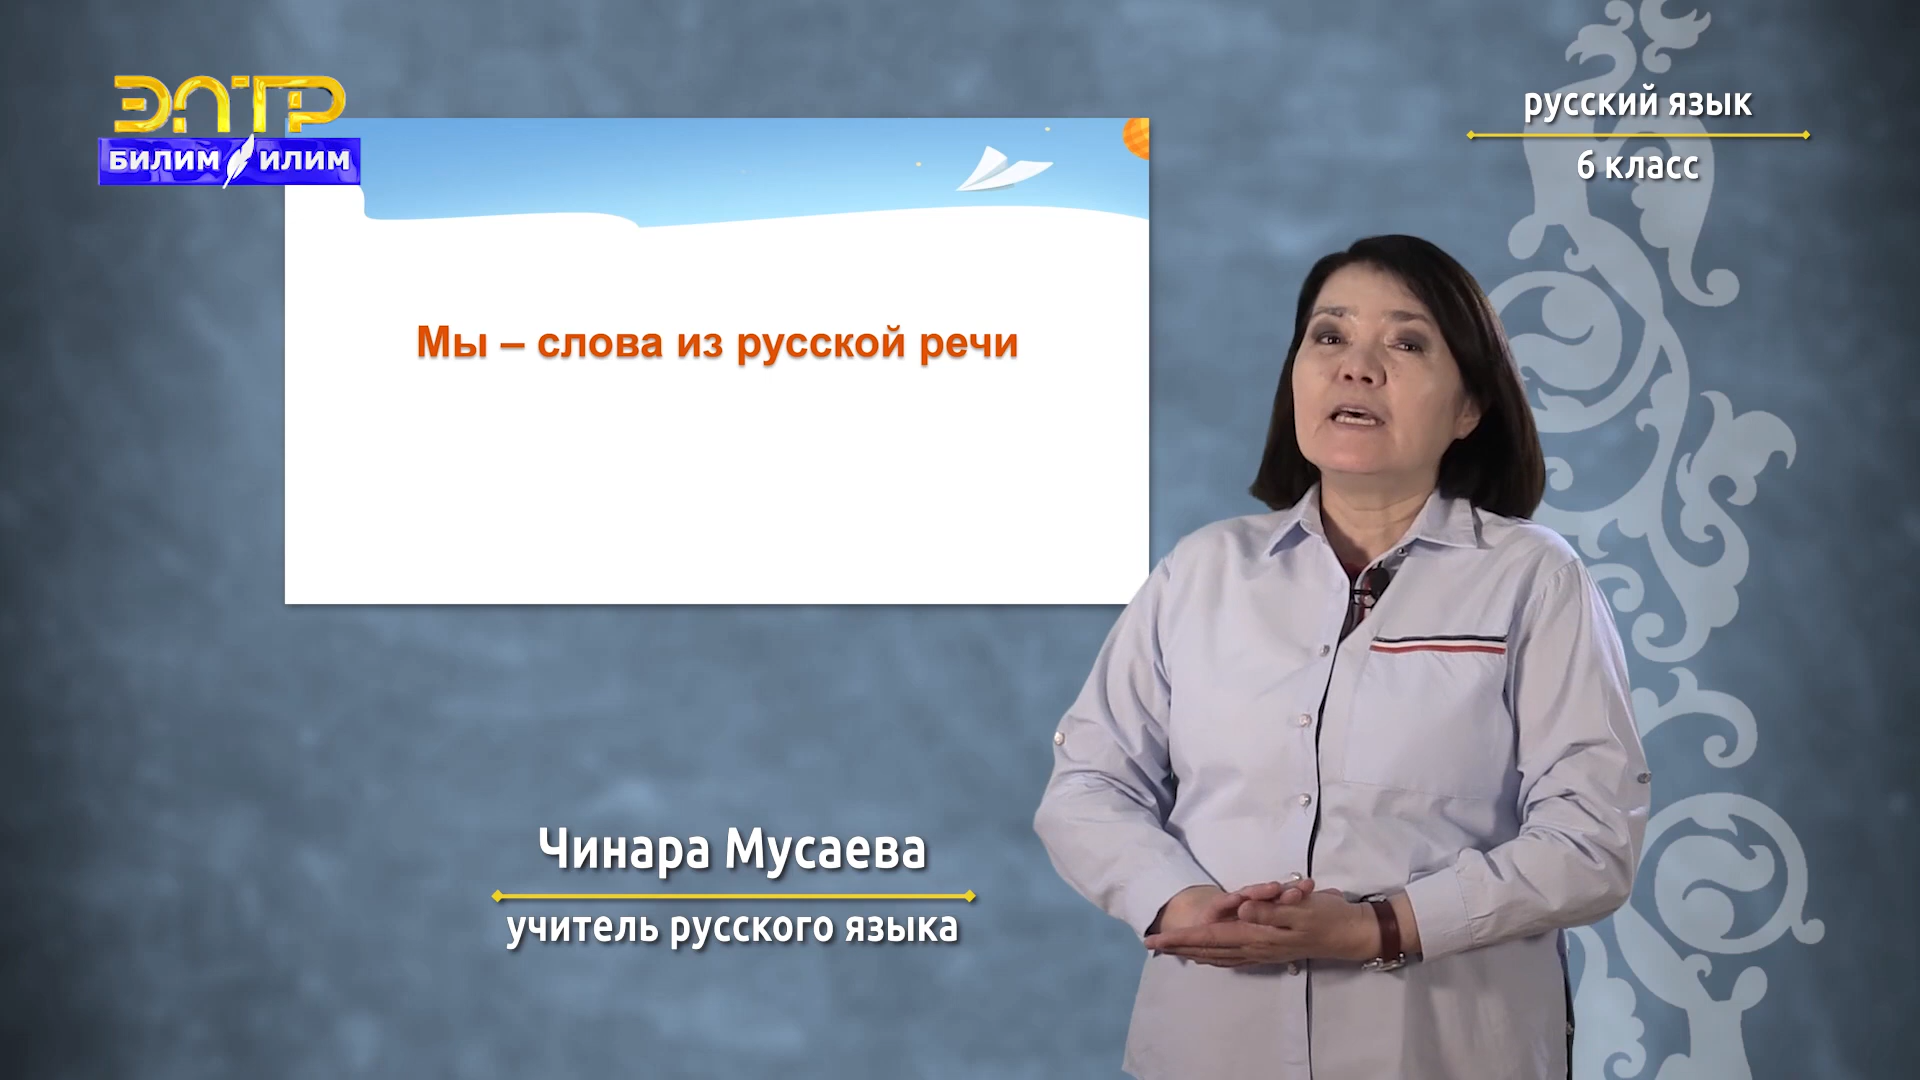 ЭЛТР
БИЛИМ ИЛИМ
русский язык
6 класс
Мы – слова из русской речи
Чинара Мусаева
учитель русского языка